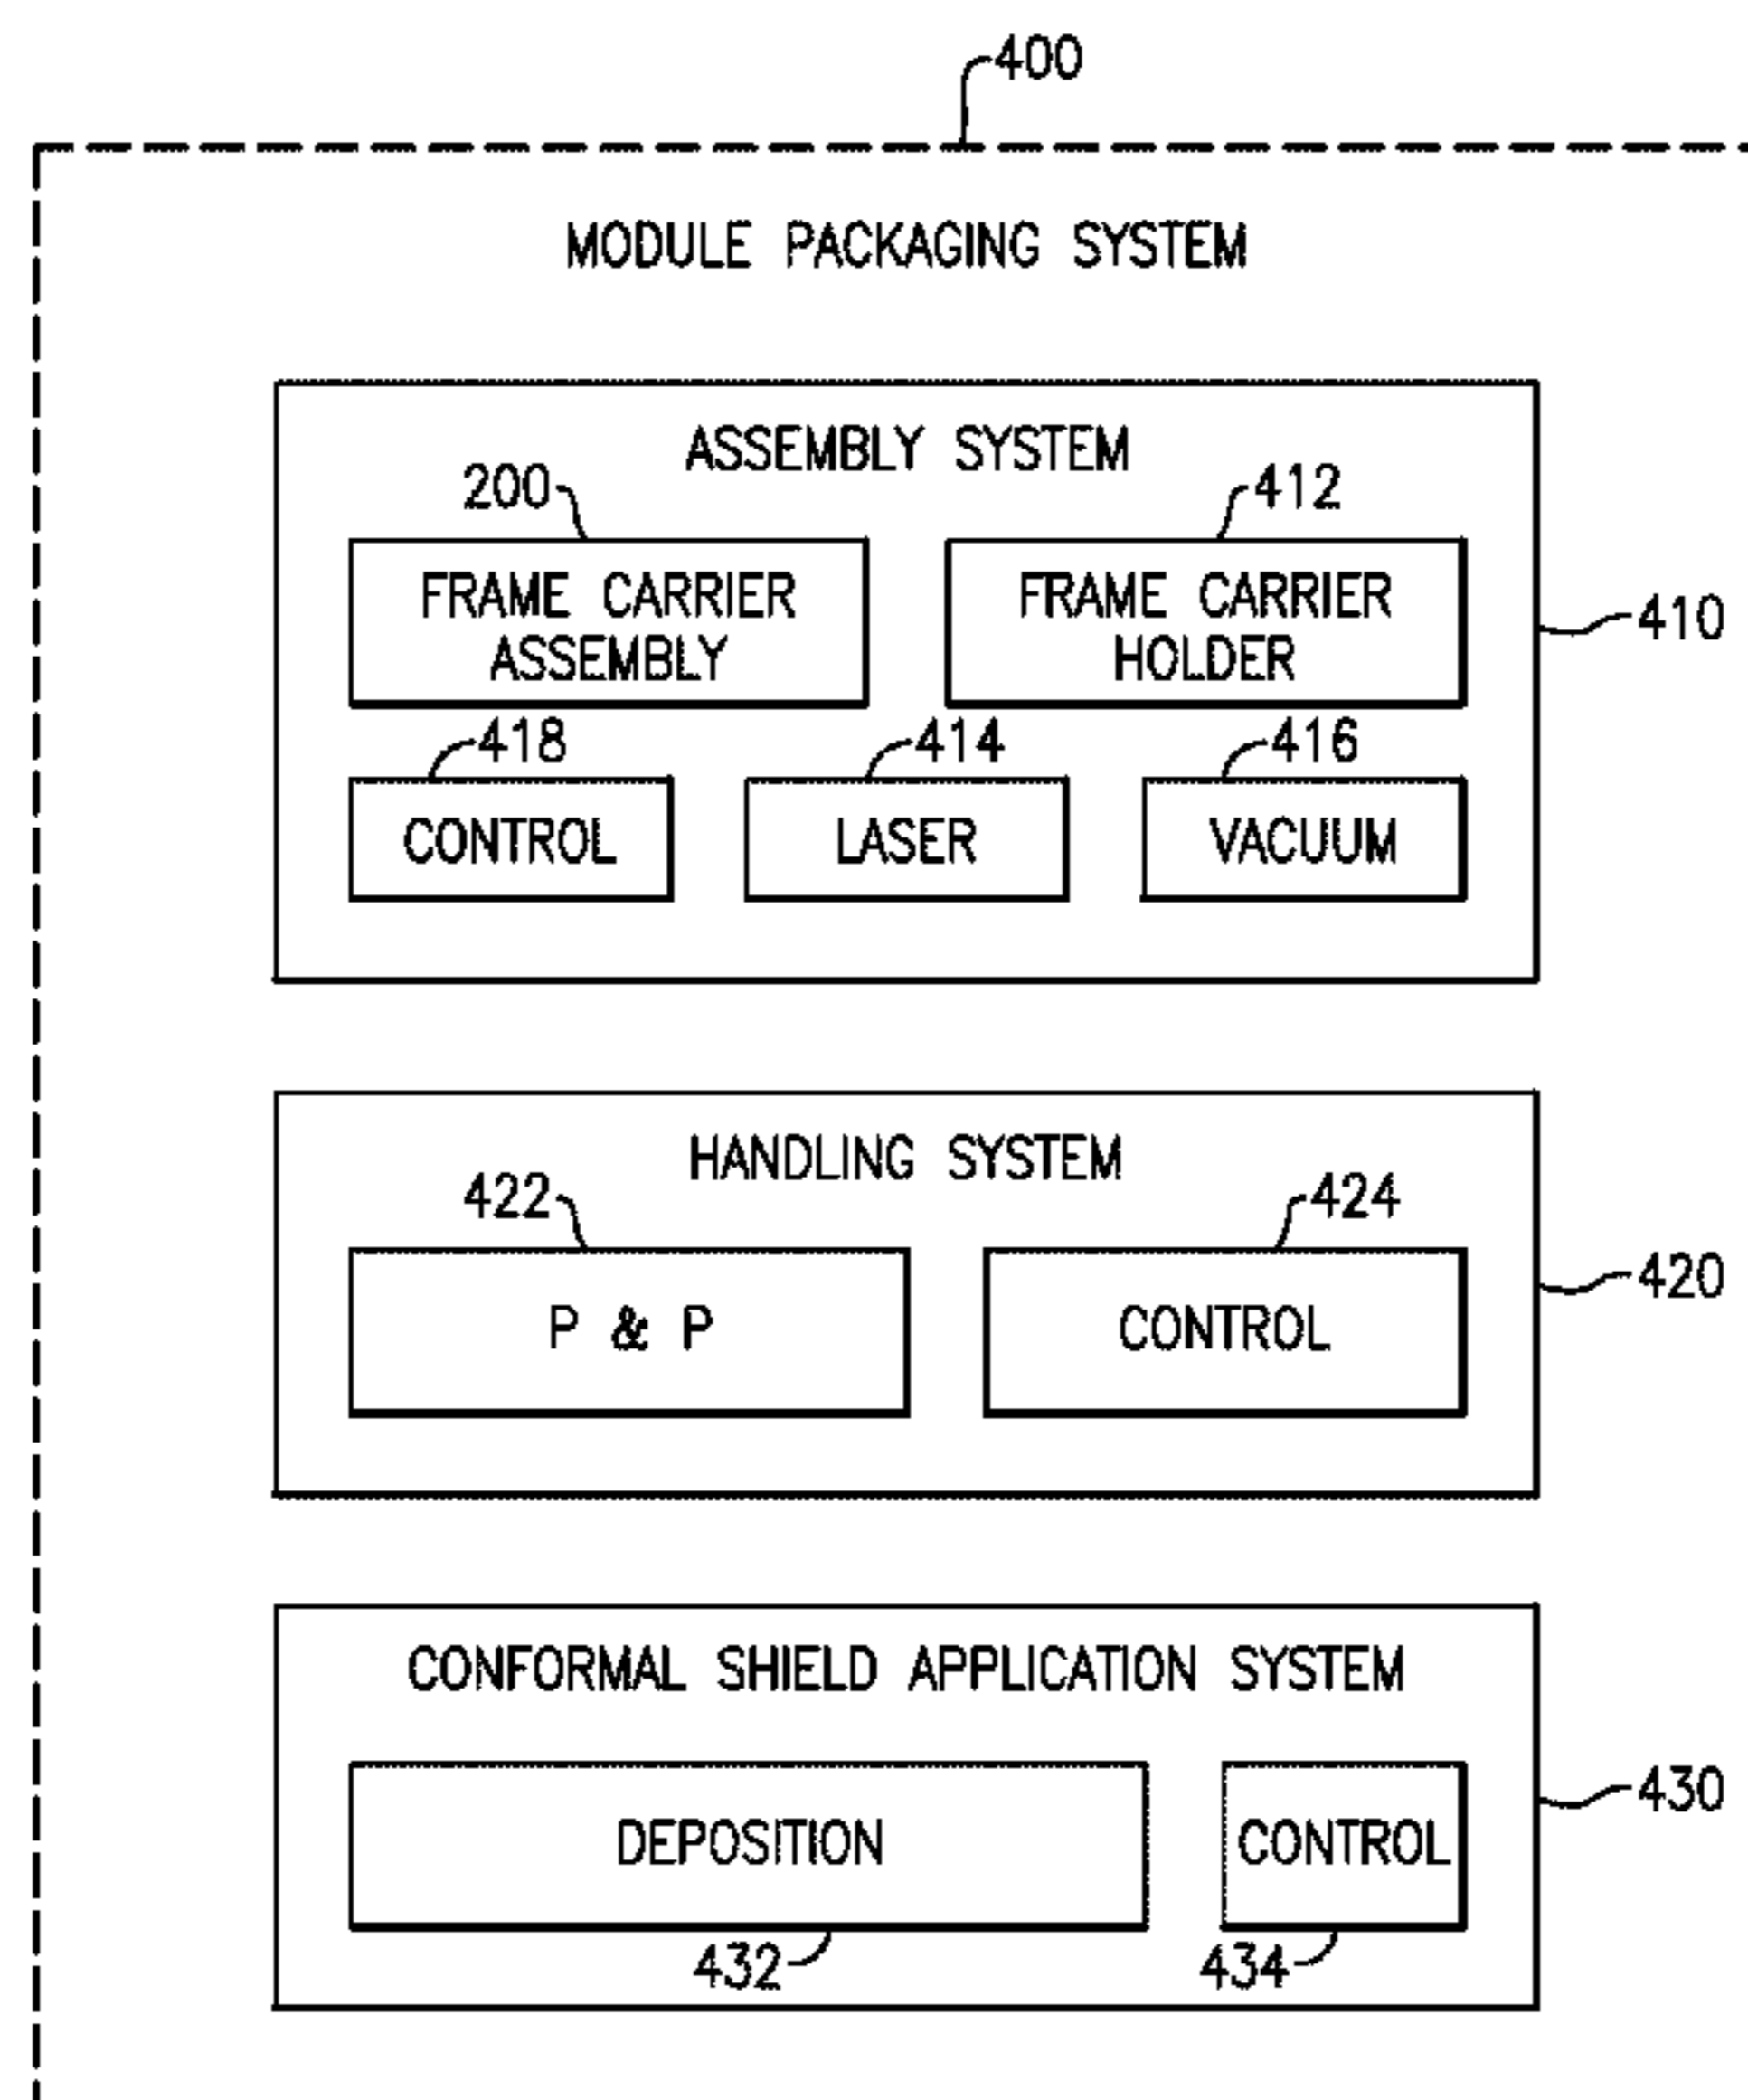 400
MODULE PACKAGING SYSTEM
ASSEMBLY SYSTEM
200
412
FRAME CARRIER
ASSEMBLY
FRAME CARRIER
HOLDER
410
418
414
416
CONTROL
LASER
VACUUM
HANDLING SYSTEM
422
424
P & P
CONTROL
420
CONFORMAL SHIELD APPLICATION SYSTEM
DEPOSITION
CONTROL
430
432
434